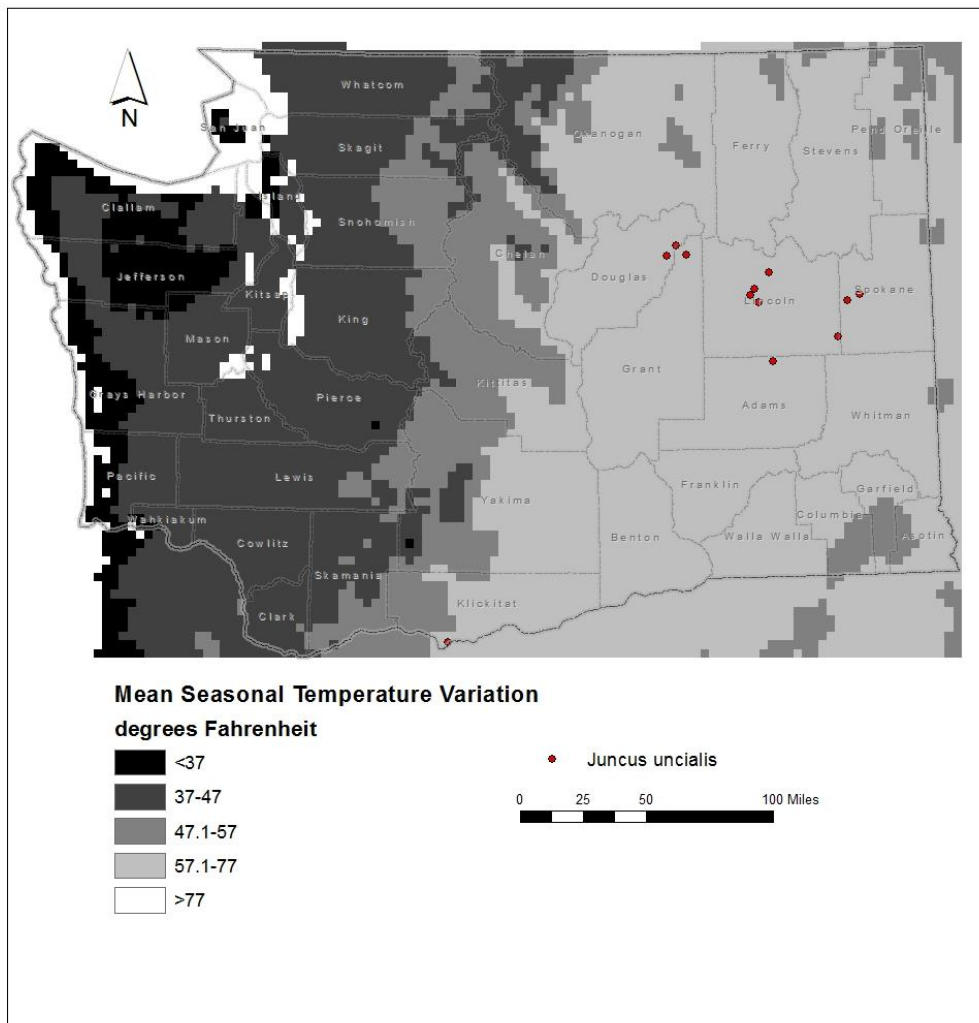 Whatcom
San Juan
Okanogan
Pend Oreille
Skagit
Ferry
Stevens
Island
Clallam
Snohomish
Chelan
Jefferson
Douglas
Kitsap
Lincoln
Spokane
King
Mason
Grant
Kittitas
Grays Harbor
Pierce
Adams
Whitman
Thurston
Pacific
Lewis
Yakima
Franklin
Garfield
Wahkiakum
Columbia
Cowlitz
Benton
Walla Walla
Asotin
Skamania
Klickitat
Clark
N
Mean Seasonal Temperature Variation
degrees Fahrenheit
<37
37-47
47.1-57
57.1-77
>77
Juncus uncialis
0 25 50 100 Miles